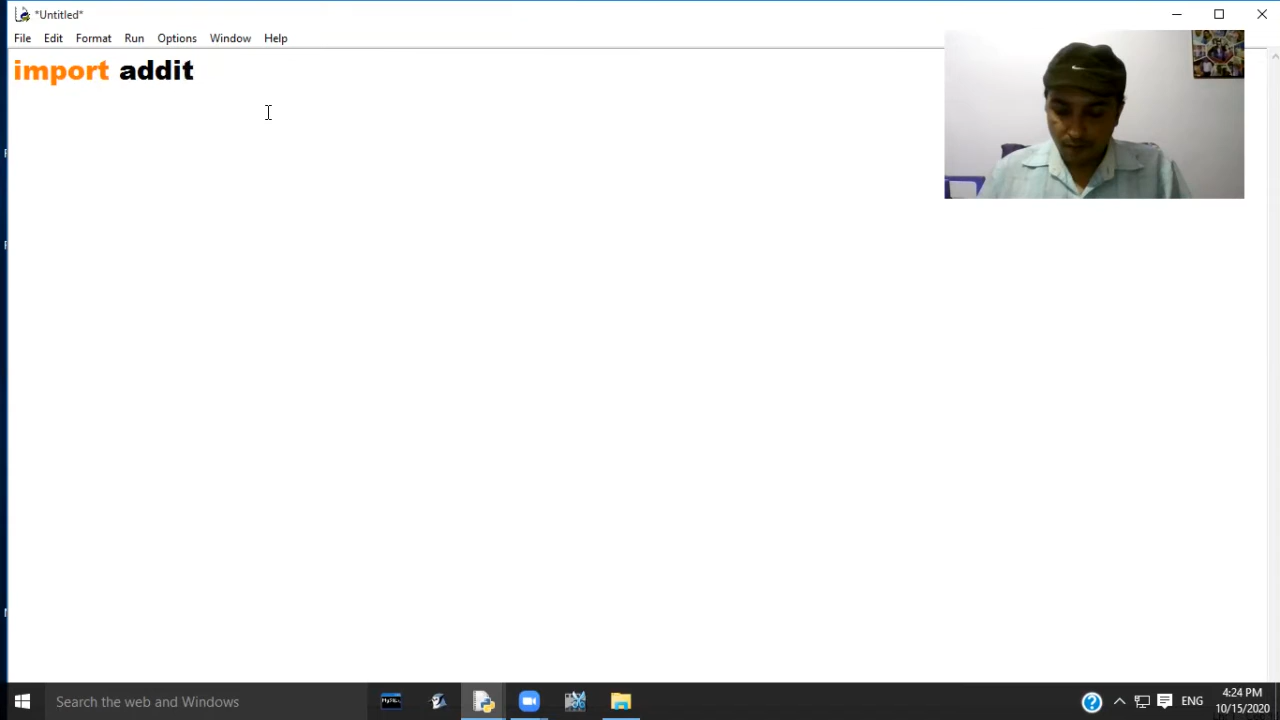 *Untitled*
File Edit Format Run Options Window Help
import addit
Search the web and Windows
ENG
4:24 PM
10/15/2020